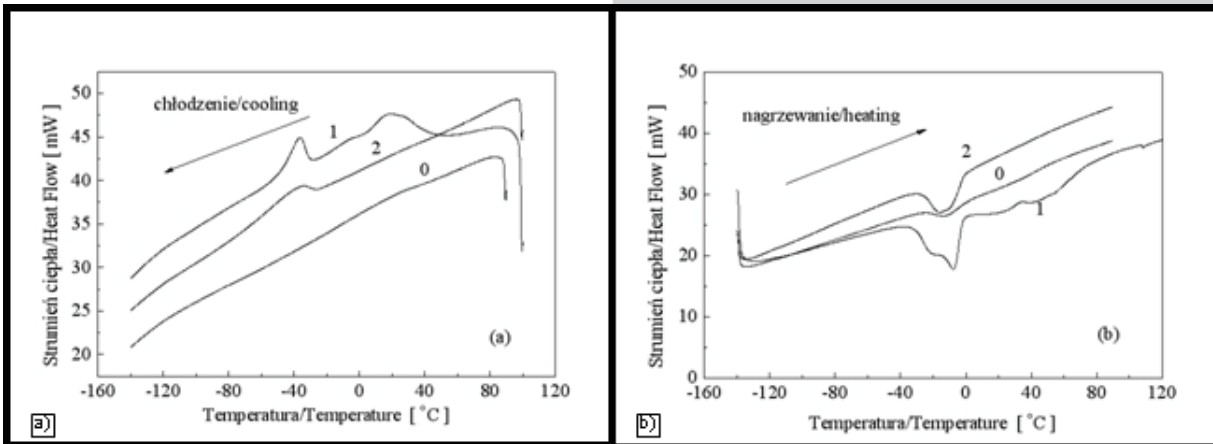 50
45
40
35
30
25
20
Strumień ciepła/Heat Flow [ mW]
chłodzenie/cooling
1
2
0
(a)
-160 -120 -80 -40 0 40 80 120
Temperatura/Temperature [ °C]
a)
50
40
30
20
10
0
Strumień ciepła/Heat Flow [ mW]
nagrzewanie/heating
2
0
1
(b)
-160 -120 -80 -40 0 40 80 120
Temperatura/Temperature [ °C]
b)